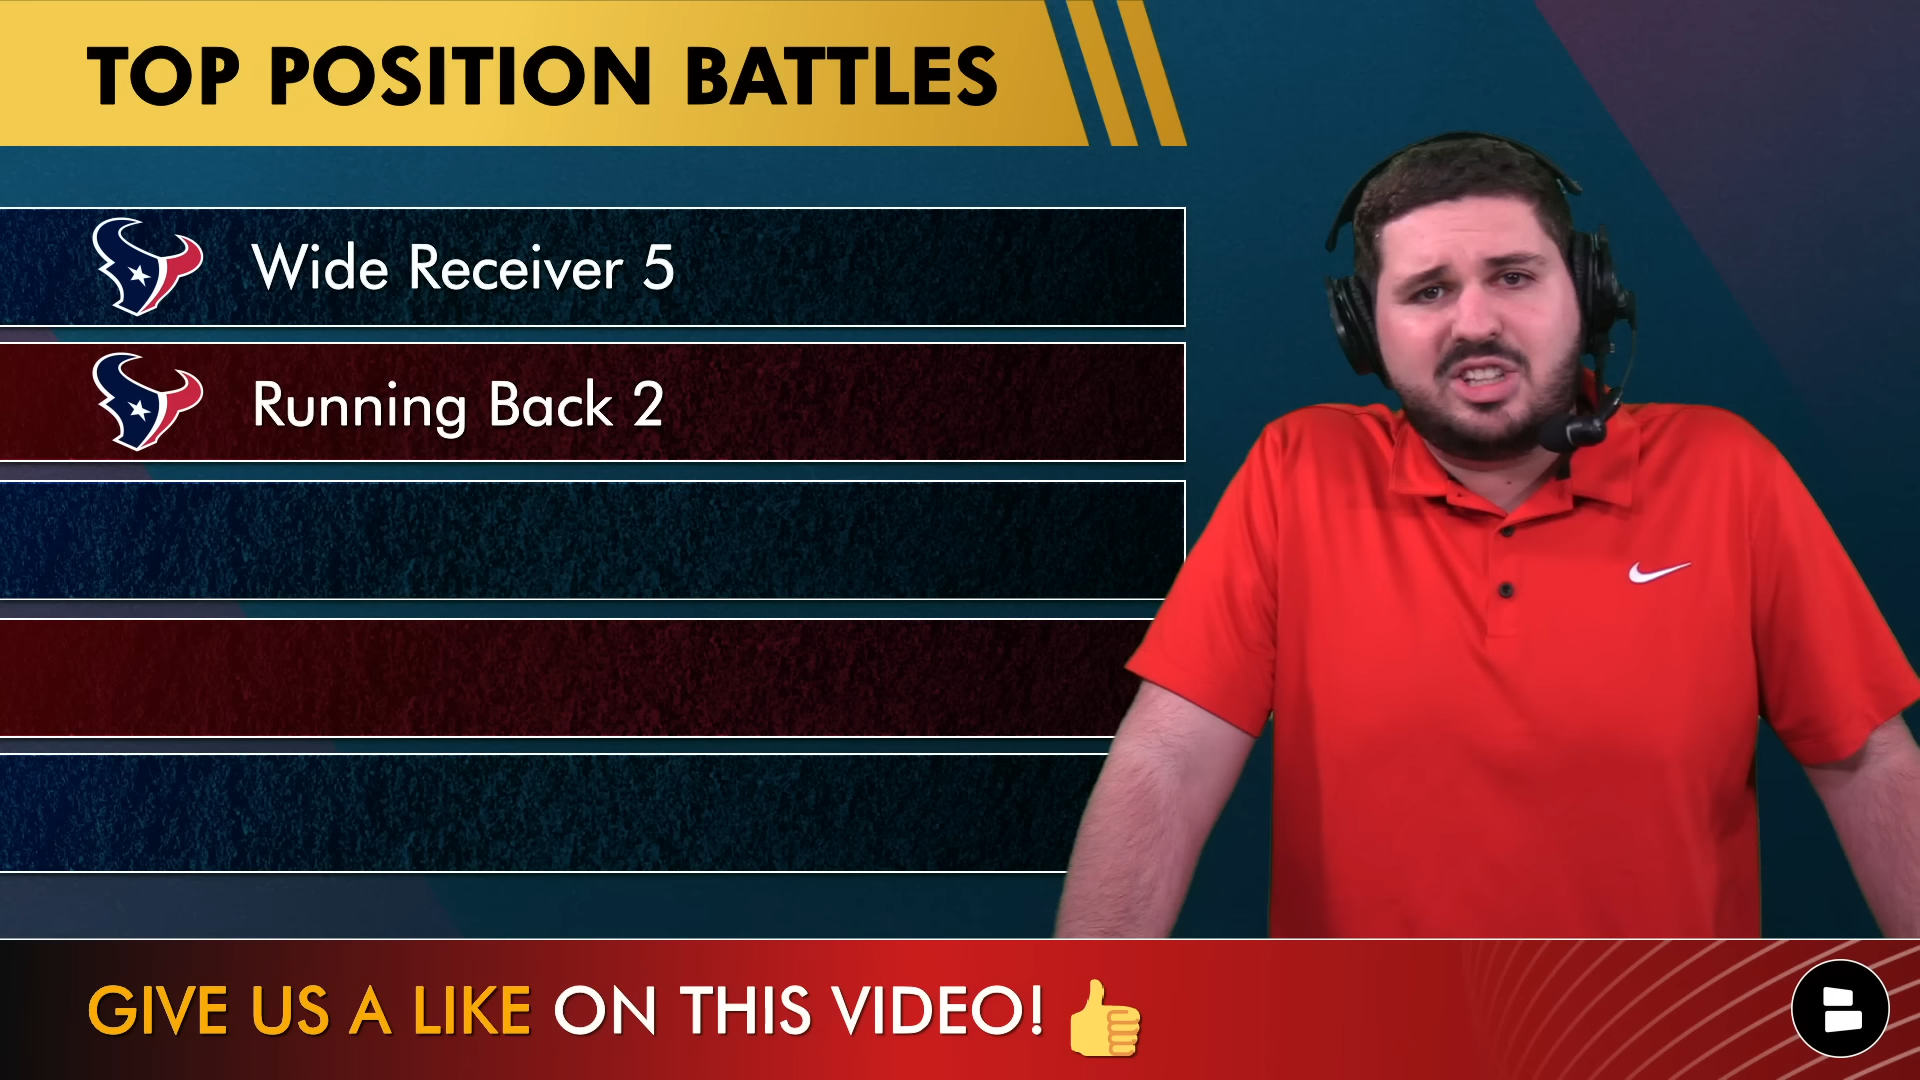 TOP POSITION BATTLES
Wide Receiver 5
Running Back 2
GIVE US A LIKE ON THIS VIDEO!